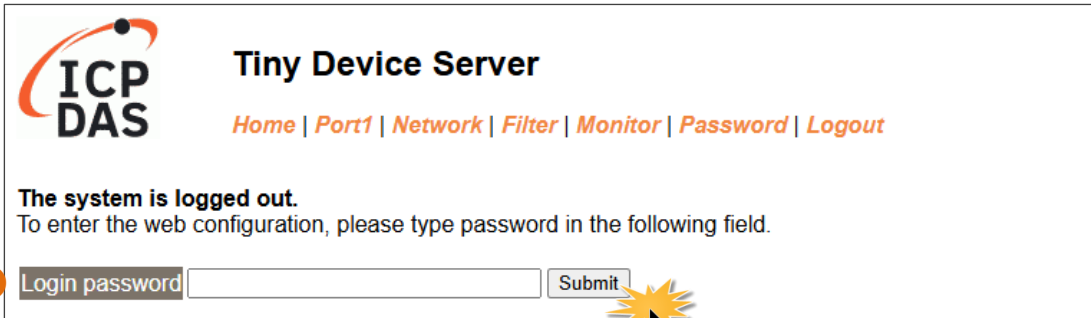 ICP
DAS
Tiny Device Server
Home | Port1 | Network | Filter | Monitor | Password | Logout
The system is logged out.
To enter the web configuration, please type password in the following field.
Login password Submit